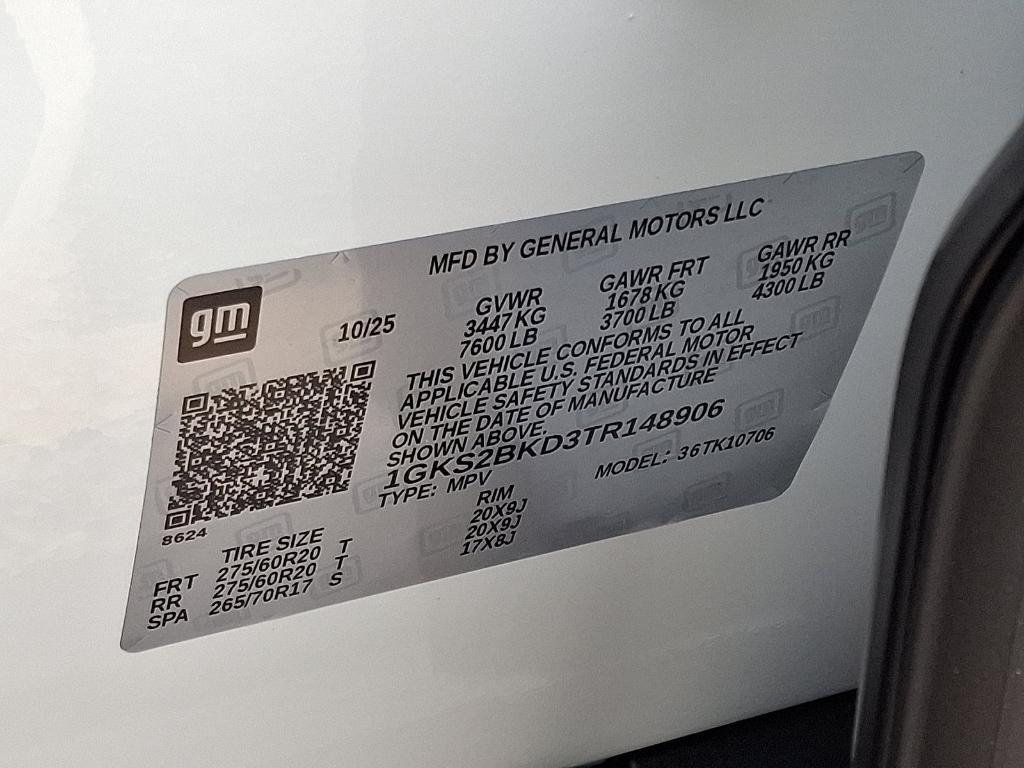 MFD BY GENERAL MOTORS LLC
gm
10/25
GVWR GAWR FRT GAWR RR
3447 KG 1678 KG 1950 KG
7600 LB 3700 LB 4300 LB
THIS VEHICLE CONFORMS TO ALL
APPLICABLE U.S. FEDERAL MOTOR
VEHICLE SAFETY STANDARDS IN EFFECT
ON THE DATE OF MANUFACTURE
SHOWN ABOVE.
1GKS2BKD3TR148906
TYPE: MPV MODEL: 36TK10706
8624
TIRE SIZE RIM
FRT 275/60R20 T 20X9J
RR 275/60R20 T 20X9J
SPA 265/70R17 S 17X8J